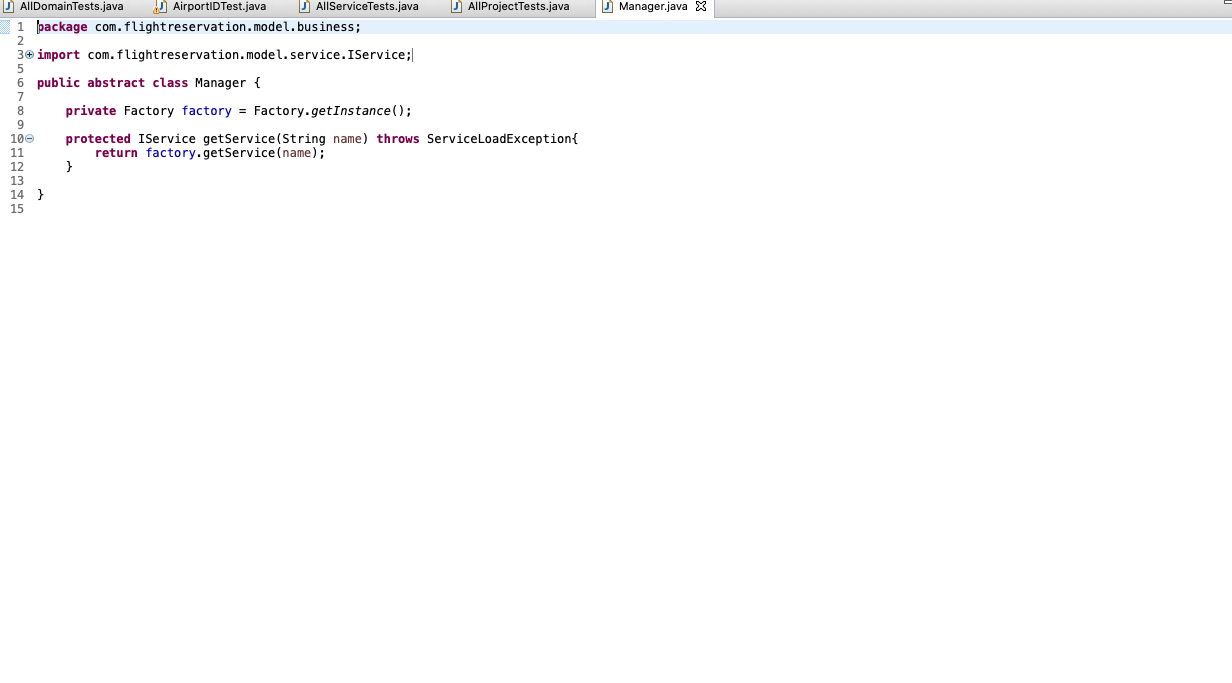 AllDomainTests.java AirportIDTest.java AllServiceTests.java AllProjectTests.java Manager.java
1 package com.flightreservation.model.business;
2
3 import com.flightreservation.model.service.IService;
5
6 public abstract class Manager {
7
8 private Factory factory = Factory.getInstance();
9
10 protected IService getService(String name) throws ServiceLoadException{
11 return factory.getService(name);
12 }
13
14 }
15